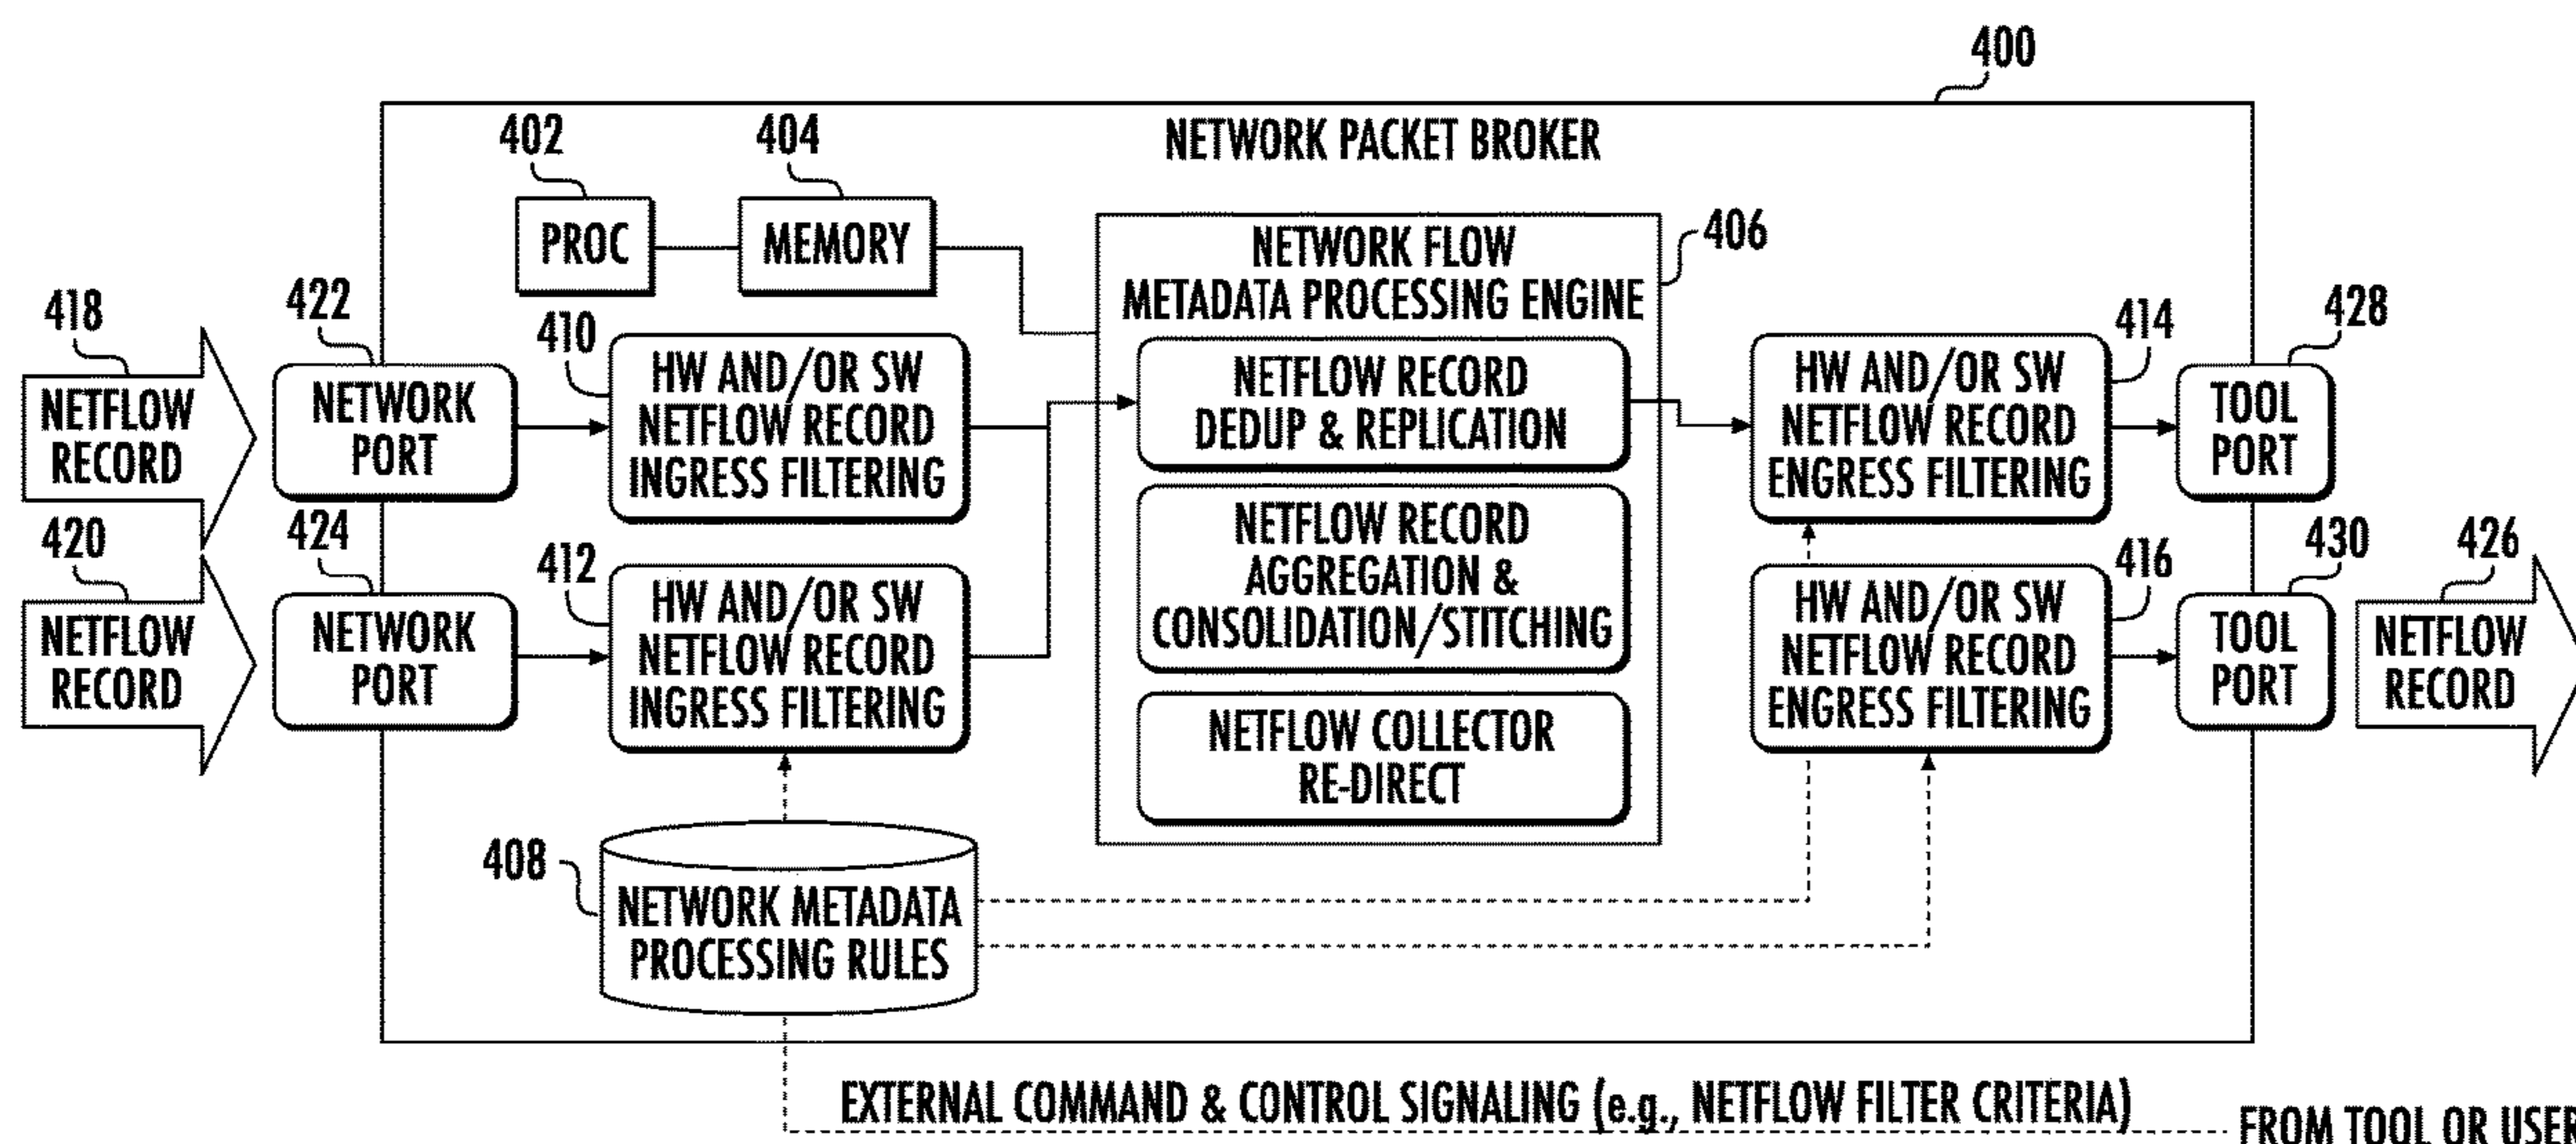 400
NETWORK PACKET BROKER
402
404
PROC
MEMORY
406
NETWORK FLOW
METADATA PROCESSING ENGINE
418
NETFLOW
RECORD
422
NETWORK
PORT
410
HW AND/OR SW
NETFLOW RECORD
INGRESS FILTERING
NETFLOW RECORD
DEDUP & REPLICATION
414
HW AND/OR SW
NETFLOW RECORD
ENGRESS FILTERING
428
TOOL
PORT
420
NETFLOW
RECORD
424
NETWORK
PORT
412
HW AND/OR SW
NETFLOW RECORD
INGRESS FILTERING
NETFLOW RECORD
AGGREGATION &
CONSOLIDATION/STITCHING
416
HW AND/OR SW
NETFLOW RECORD
ENGRESS FILTERING
430
TOOL
PORT
426
NETFLOW
RECORD
NETFLOW COLLECTOR
RE-DIRECT
408
NETWORK METADATA
PROCESSING RULES
EXTERNAL COMMAND & CONTROL SIGNALING (e.g., NETFLOW FILTER CRITERIA)
FROM TOOL OR USER